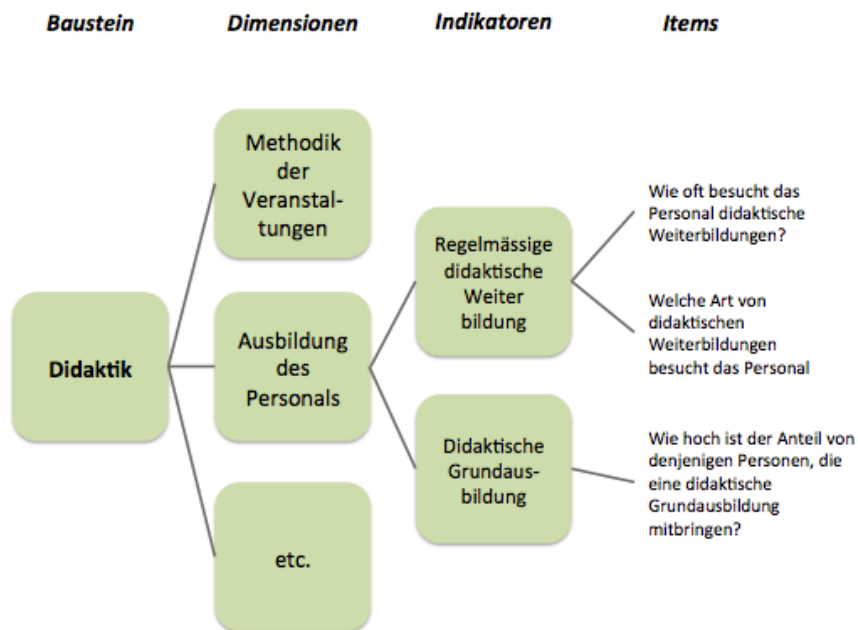 Baustein
Dimensionen
Indikatoren
Items
Didaktik
Methodik
der
Veranstal-
tungen
Ausbildung
des
Personals
etc.
Regelmässige
didaktische
Weiter
bildung
Didaktische
Grundaus-
bildung
Wie oft besucht das
Personal didaktische
Weiterbildungen?
Welche Art von
didaktischen
Weiterbildungen
besucht das Personal
Wie hoch ist der Anteil von
denjenigen Personen, die
eine didaktische
Grundausbildung
mitbringen?